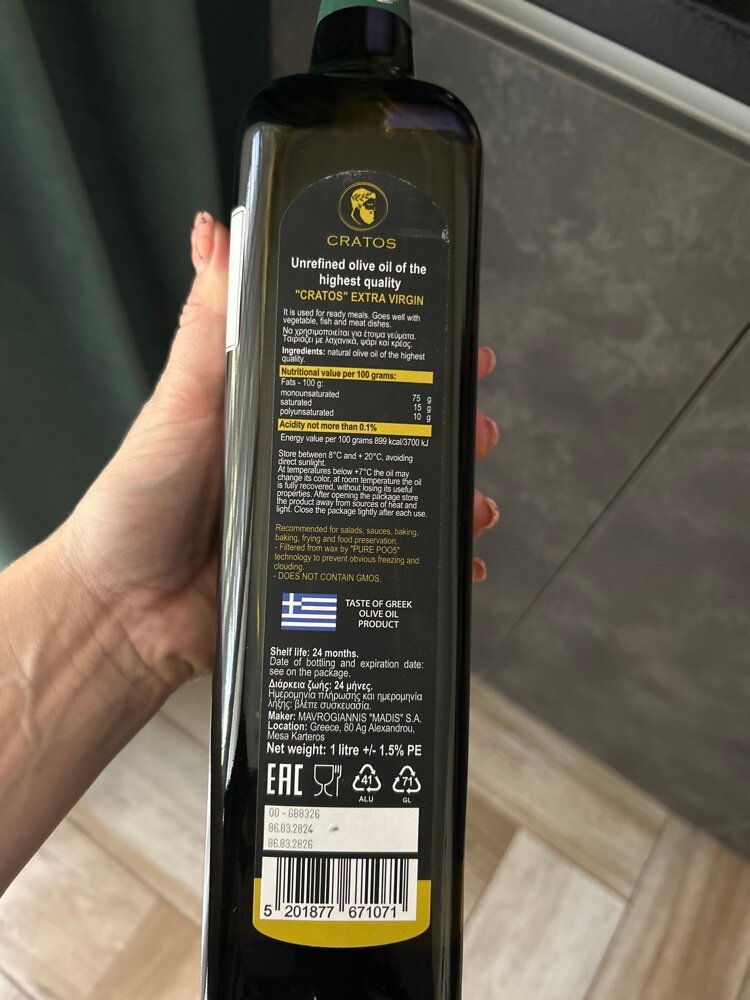 CRATOS
Unrefined olive oil of the
highest quality
"CRATOS" EXTRA VIRGIN
It is used for ready meals. Goes well with
vegetable, fish and meat dishes.
Να χρησιμοποιείται για έτοιμα γεύματα.
Ταιριάζει με λαχανικά, ψάρι και κρέας.
Ingredients: natural olive oil of the highest
quality.
Nutritional value per 100 grams:
Fats - 100 g:
monounsaturated 75 g
saturated 15 g
polyunsaturated 10 g
Acidity not more than 0.1%
Energy value per 100 grams 899 kcal/3700 kJ
Store between 8°C and + 20°C, avoiding
direct sunlight.
At temperatures below +7°C the oil may
change its color, at room temperature the oil
is fully recovered, without losing its useful
properties. After opening the package store
the product away from sources of heat and
light. Close the package tightly after each use.
Recommended for salads, sauces, baking,
baking, frying and food preservation.
- Filtered from wax by "PURE POO5"
technology to prevent obvious freezing and
clouding.
- DOES NOT CONTAIN GMOS.
TASTE OF GREEK
OLIVE OIL
PRODUCT
Shelf life: 24 months.
Date of bottling and expiration date:
see on the package.
Διάρκεια ζωής: 24 μήνες.
Ημερομηνία πλήρωσης και ημερομηνία
λήξης: βλέπε συσκευασία.
Maker: MAVROGIANNIS "MADIS" S.A.
Location: Greece, 80 Ag Alexandrou,
Mesa Karteros
Net weight: 1 litre +/- 1.5% PE
EAC 41 71
ALU GL
OO - GB0326
06.03.2024
06.03.2026
5 201877 671071